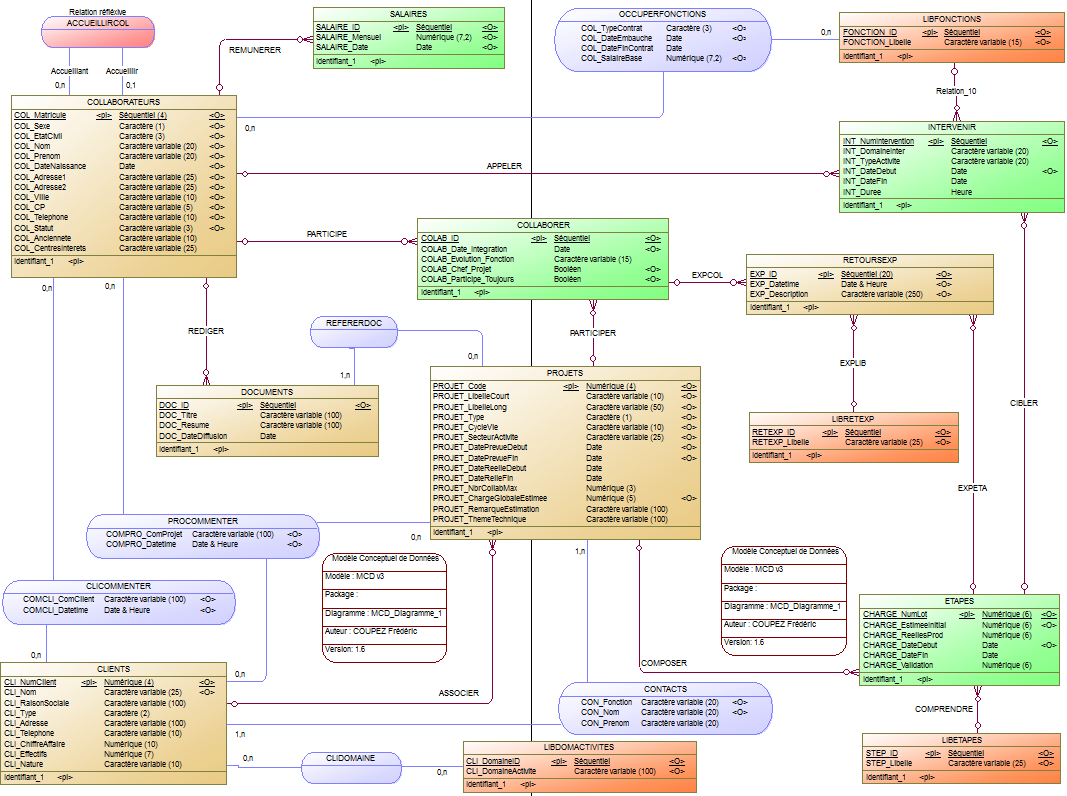 Relation réfléxive
ACCUEILLIRCOL
Accueillant
Accueillir
0,n
0,1
REMUNERER
SALAIRES
SALAIRE_ID <pi> Séquentiel <O>
SALAIRE_Mensuel Numérique (7,2) <O>
SALAIRE_Date Date <O>
Identifiant_1 <pi>
OCCUPERFONCTIONS
COL_TypeContrat Caractère (3) <O>
COL_DateEmbauche Date <O>
COL_DateFinContrat Date
COL_SalaireBase Numérique (7,2) <O>
0,n
LIBFONCTIONS
FONCTION_ID <pi> Séquentiel <O>
FONCTION_Libelle Caractère variable (15) <O>
Identifiant_1 <pi>
Relation_10
COLLABORATEURS
COL_Matricule <pi> Séquentiel (4) <O>
COL_Sexe Caractère (1) <O>
COL_EtatCivil Caractère (3) <O>
COL_Nom Caractère variable (20) <O>
COL_Prenom Caractère variable (20) <O>
COL_DateNaissance Date <O>
COL_Adresse1 Caractère variable (25) <O>
COL_Adresse2 Caractère variable (25) <O>
COL_Ville Caractère variable (10) <O>
COL_CP Caractère variable (5) <O>
COL_Telephone Caractère variable (10) <O>
COL_Statut Caractère variable (3) <O>
COL_Anciennete Caractère variable (10)
COL_CentresInterets Caractère variable (25)
Identifiant_1 <pi>
0,n
APPELER
INTERVENIR
INT_NumIntervention <pi> Séquentiel <O>
INT_DomaineInter Caractère variable (20)
INT_TypeActivite Caractère variable (20)
INT_DateDebut Date <O>
INT_DateFin Date
INT_Duree Heure
Identifiant_1 <pi>
PARTICIPE
COLLABORER
COLAB_ID <pi> Séquentiel <O>
COLAB_Date_Integration Date <O>
COLAB_Evolution_Fonction Caractère variable (15)
COLAB_Chef_Projet Booléen <O>
COLAB_Participe_Toujours Booléen <O>
Identifiant_1 <pi>
EXPCOL
RETOURSEXP
EXP_ID <pi> Séquentiel (20) <O>
EXP_Datetime Date & Heure <O>
EXP_Description Caractère variable (250) <O>
Identifiant_1 <pi>
0,n
0,n
REDIGER
REFERERDOC
0,n
1,n
PARTICIPER
EXPLIB
CIBLER
DOCUMENTS
DOC_ID <pi> Séquentiel <O>
DOC_Titre Caractère variable (100)
DOC_Resume Caractère variable (100)
DOC_DateDiffusion Date
Identifiant_1 <pi>
PROJETS
PROJET_Code <pi> Numérique (4) <O>
PROJET_LibelleCourt Caractère variable (10) <O>
PROJET_LibelleLong Caractère variable (50) <O>
PROJET_Type Caractère (1) <O>
PROJET_CycleVie Caractère variable (10) <O>
PROJET_SecteurActivite Caractère variable (25) <O>
PROJET_DatePrevueDebut Date <O>
PROJET_DatePrevueFin Date <O>
PROJET_DateReelleDebut Date
PROJET_DateRelleFin Date
PROJET_NbrCollabMax Numérique (3)
PROJET_ChargeGlobaleEstimee Numérique (5) <O>
PROJET_RemarqueEstimation Caractère variable (100)
PROJET_ThemeTechnique Caractère variable (100)
Identifiant_1 <pi>
LIBRETEXP
RETEXP_ID <pi> Séquentiel <O>
RETEXP_Libelle Caractère variable (25) <O>
Identifiant_1 <pi>
EXPETA
PROCOMMENTER
COMPRO_ComProjet Caractère variable (100) <O>
COMPRO_Datetime Date & Heure <O>
0,n
1,n
Modèle Conceptuel de Données
Modèle : MCD v3
Package :
Diagramme : MCD_Diagramme_1
Auteur : COUPEZ Frédéric
Version: 1.6
Modèle Conceptuel de Données
Modèle : MCD v3
Package :
Diagramme : MCD_Diagramme_1
Auteur : COUPEZ Frédéric
Version: 1.6
CLICOMMENTER
COMCLI_ComClient Caractère variable (100) <O>
COMCLI_Datetime Date & Heure <O>
0,n
0,n
ETAPES
CHARGE_NumLot <pi> Numérique (6) <O>
CHARGE_EstimeeInitial Numérique (6) <O>
CHARGE_ReellesProd Numérique (6)
CHARGE_DateDebut Date <O>
CHARGE_DateFin Date
CHARGE_Validation Numérique (6)
Identifiant_1 <pi>
COMPOSER
CLIENTS
CLI_NumClient <pi> Numérique (4) <O>
CLI_Nom Caractère variable (25) <O>
CLI_RaisonSociale Caractère variable (100)
CLI_Type Caractère (2)
CLI_Adresse Caractère variable (100)
CLI_Telephone Caractère variable (10)
CLI_ChiffreAffaire Numérique (10)
CLI_Effectifs Numérique (7)
CLI_Nature Caractère variable (10)
Identifiant_1 <pi>
ASSOCIER
CONTACTS
CON_Fonction Caractère variable (20) <O>
CON_Nom Caractère variable (20) <O>
CON_Prenom Caractère variable (20)
1,n
COMPRENDRE
0,n
CLIDOMAINE
0,n
LIBDOMACTIVITES
CLI_DomaineID <pi> Séquentiel <O>
CLI_DomaineActivite Caractère variable (100) <O>
Identifiant_1 <pi>
LIBETAPES
STEP_ID <pi> Séquentiel <O>
STEP_Libelle Caractère variable (25) <O>
Identifiant_1 <pi>